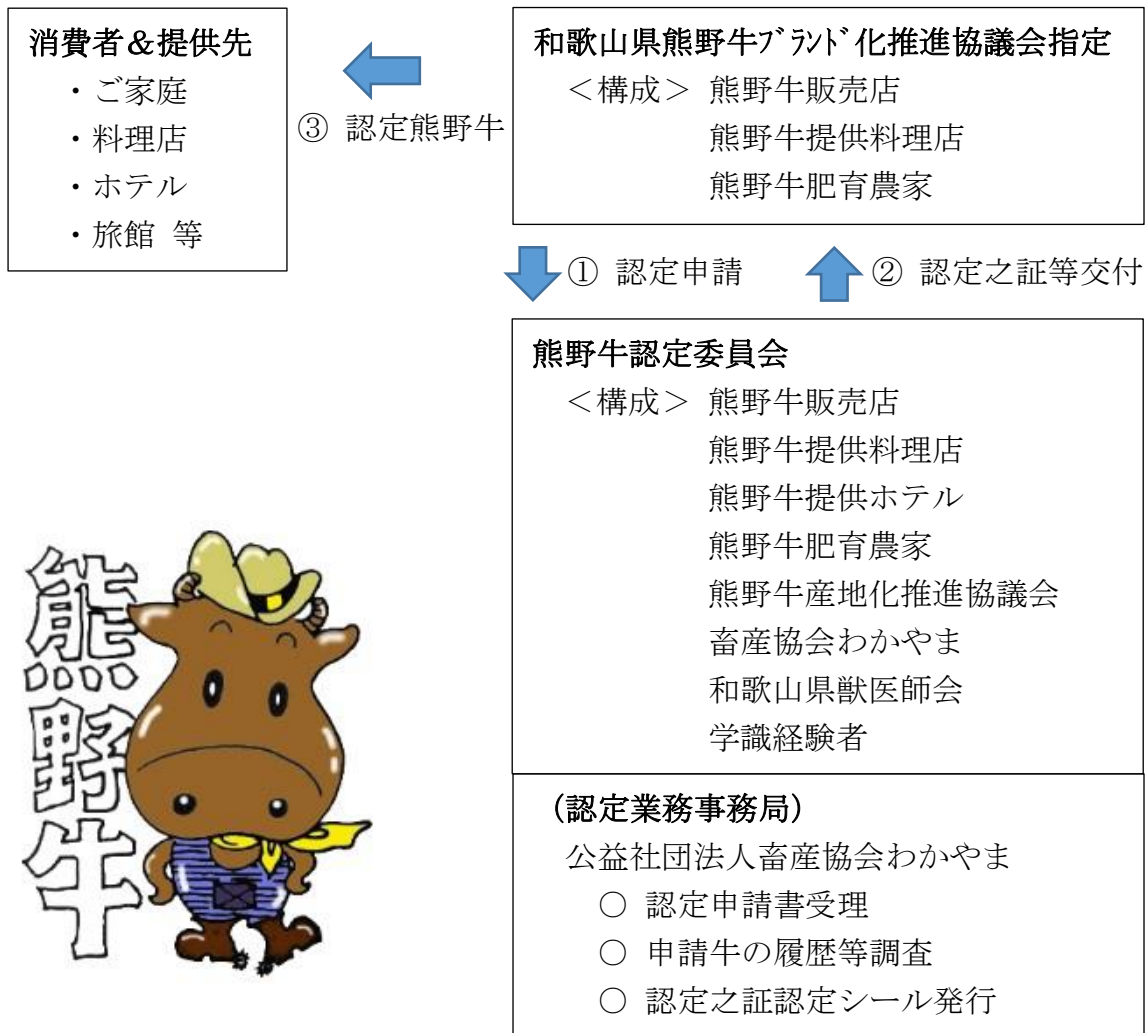 消費者＆提供先
・ご家庭
・料理店
・ホテル
・旅館 等
③ 認定熊野牛
和歌山県熊野牛ﾌﾞﾗﾝﾄﾞ化推進協議会指定
＜構成＞ 熊野牛販売店
熊野牛提供料理店
熊野牛肥育農家
① 認定申請
② 認定之証等交付
熊野牛認定委員会
＜構成＞ 熊野牛販売店
熊野牛提供料理店
熊野牛提供ホテル
熊野牛肥育農家
熊野牛産地化推進協議会
畜産協会わかやま
和歌山県獣医師会
学識経験者
（認定業務事務局）
公益社団法人畜産協会わかやま
○ 認定申請書受理
○ 申請牛の履歴等調査
○ 認定之証認定シール発行
熊野牛